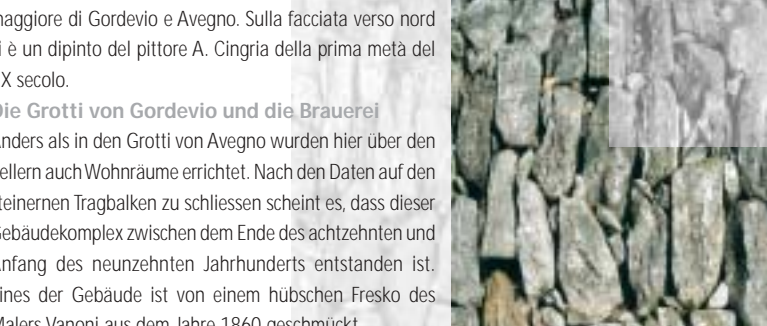 maggiore di Gordevio e Avegno. Sulla facciata verso nord
è un dipinto del pittore A. Cingria della prima metà del
X secolo.
Die Grotti von Gordevio und die Brauerei
Anders als in den Grotti von Avegno wurden hier über den
ellern auch Wohnräume errichtet. Nach den Daten auf den
teinernen Tragbalken zu schliessen scheint es, dass dieser
Gebäudekomplex zwischen dem Ende des achtzehnten und
Anfang des neunzehnten Jahrhunderts entstanden ist.
ines der Gebäude ist von einem hübschen Fresko des
Malers Vanoni aus dem Jahre 1860 geschmückt